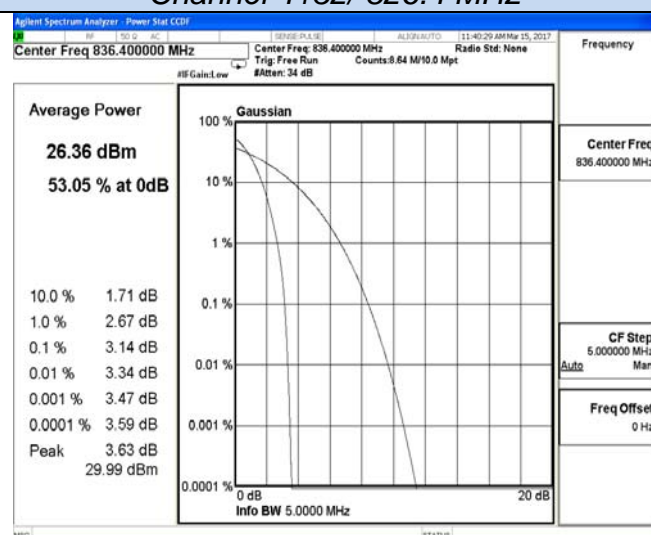 Agilent Spectrum Analyzer - Power Stat CCDF
RF 50 Ω AC SENSE:PULSE ALIGN AUTO 11:40:29 AM Mar 15, 2017
Center Freq 836.400000 MHz
Center Freq: 836.400000 MHz Radio Std: None
Trig: Free Run Counts:8.64 M/10.0 Mpt
#IFGain:Low #Atten: 34 dB
Frequency
Average Power
26.36 dBm
53.05 % at 0dB
10.0 % 1.71 dB
1.0 % 2.67 dB
0.1 % 3.14 dB
0.01 % 3.34 dB
0.001 % 3.47 dB
0.0001 % 3.59 dB
Peak 3.63 dB
29.99 dBm
Gaussian
100 %
10 %
1 %
0.1 %
0.01 %
0.001 %
0.0001 %
0 dB 20 dB
Info BW 5.0000 MHz
Center Freq
836.400000 MHz
CF Step
5.000000 MHz
Auto Man
Freq Offset
0 Hz